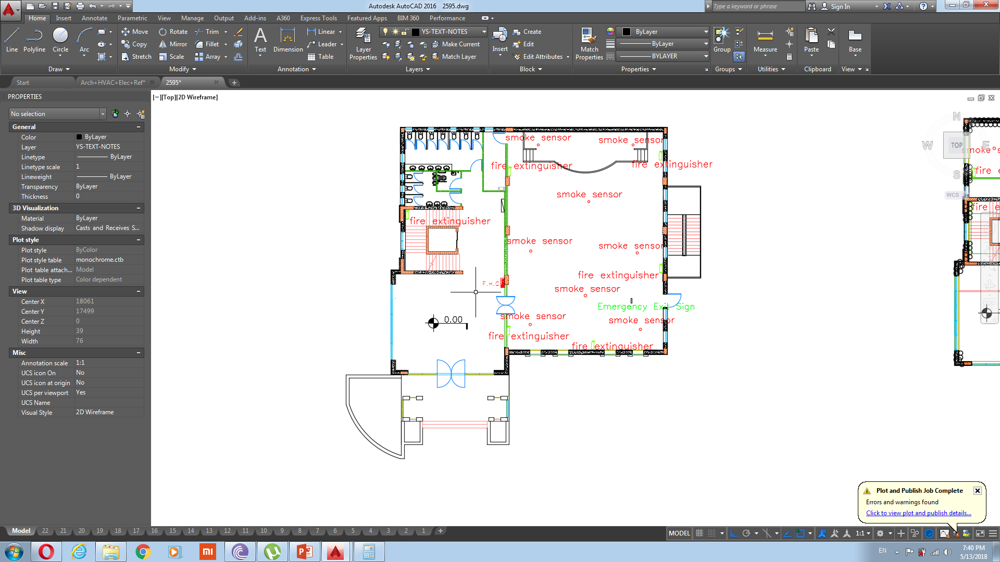 Autodesk AutoCAD 2016 2595.dwg
Type a keyword or phrase
Sign In
Home Insert Annotate Parametric View Manage Output Add-ins A360 Express Tools Featured Apps BIM 360 Performance
Line Polyline Circle Arc
Move Rotate Trim
Copy Mirror Fillet
Stretch Scale Array
Text Dimension
Linear
Leader
Table
Layer Properties
YS-TEXT-NOTES
Make Current
Match Layer
Insert
Create
Edit
Edit Attributes
Match Properties
ByLayer
ByLayer
BYLAYER
Group
Measure
Paste
Base
Draw Modify Annotation Layers Block Properties Groups Utilities Clipboard View
Start Arch+HVAC+Elec+Ref* 2595*
PROPERTIES
No selection
General
Color ByLayer
Layer YS-TEXT-NOTES
Linetype ByLayer
Linetype scale 1
Lineweight ByLayer
Transparency ByLayer
Thickness 0
3D Visualization
Material ByLayer
Shadow display Casts and Receives S...
Plot style
Plot style ByColor
Plot style table monochrome.ctb
Plot table attach... Model
Plot table type Color dependent
View
Center X 18061
Center Y 17499
Center Z 0
Height 39
Width 76
Misc
Annotation scale 1:1
UCS icon On No
UCS icon at origin No
UCS per viewport Yes
UCS Name
Visual Style 2D Wireframe
[−][Top][2D Wireframe]
N
W TOP E
S
WCS
smoke sensor
smoke sensor
smoke s
fire extinguisher
fire extinguisher
fire e
smoke sensor
fire e
fire extinguisher
smoke sensor
smoke sensor
fire extinguisher
F.H.C
smoke sensor
Emergency Exit Sign
smoke sensor
smoke sensor
0.00
fire extinguisher
fire extinguisher
Plot and Publish Job Complete
Errors and warnings found
Click to view plot and publish details...
Model 22 21 20 19 18 17 16 15 14 13 12 11 10 9 8 7 6 5 4 3 2 1 +
MODEL 1:1
mi
EN
7:40 PM
5/13/2018